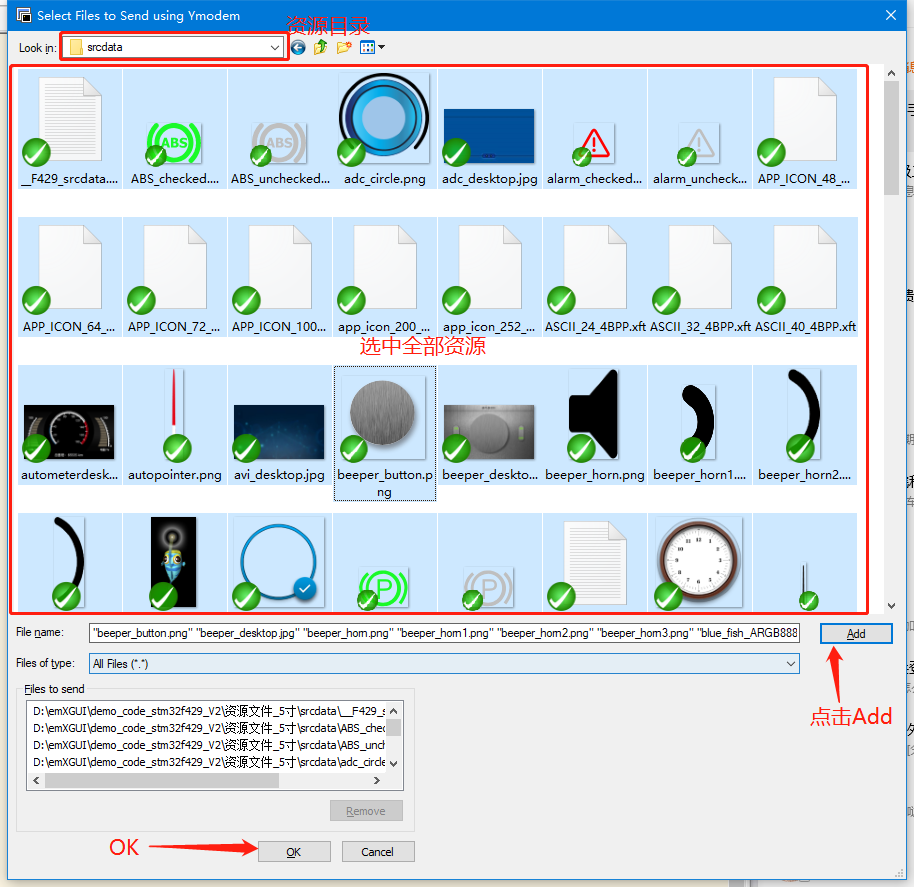 Select Files to Send using Ymodem
资源目录
Look in:
srcdata
__F429_srcdata....
ABS_checked....
ABS_unchecked...
adc_circle.png
adc_desktop.jpg
alarm_checked...
alarm_uncheck...
APP_ICON_48_...
APP_ICON_64_...
APP_ICON_72_...
APP_ICON_100...
app_icon_200_...
app_icon_252_...
ASCII_24_4BPP.xft
ASCII_32_4BPP.xft
ASCII_40_4BPP.xft
选中全部资源
autometerdesk...
autopointer.png
avi_desktop.jpg
beeper_button.p
ng
beeper_deskto...
beeper_horn.png
beeper_horn1....
beeper_horn2....
File name:
"beeper_button.png" "beeper_desktop.jpg" "beeper_horn.png" "beeper_horn1.png" "beeper_horn2.png" "beeper_horn3.png" "blue_fish_ARGB888
Add
Files of type:
All Files (*.*)
点击Add
Files to send
D:\emXGUI\demo_code_stm32f429_V2\资源文件_5寸\srcdata\__F429_s
D:\emXGUI\demo_code_stm32f429_V2\资源文件_5寸\srcdata\ABS_chec
D:\emXGUI\demo_code_stm32f429_V2\资源文件_5寸\srcdata\ABS_unch
D:\emXGUI\demo_code_stm32f429_V2\资源文件_5寸\srcdata\adc_circle
Remove
OK
OK
Cancel